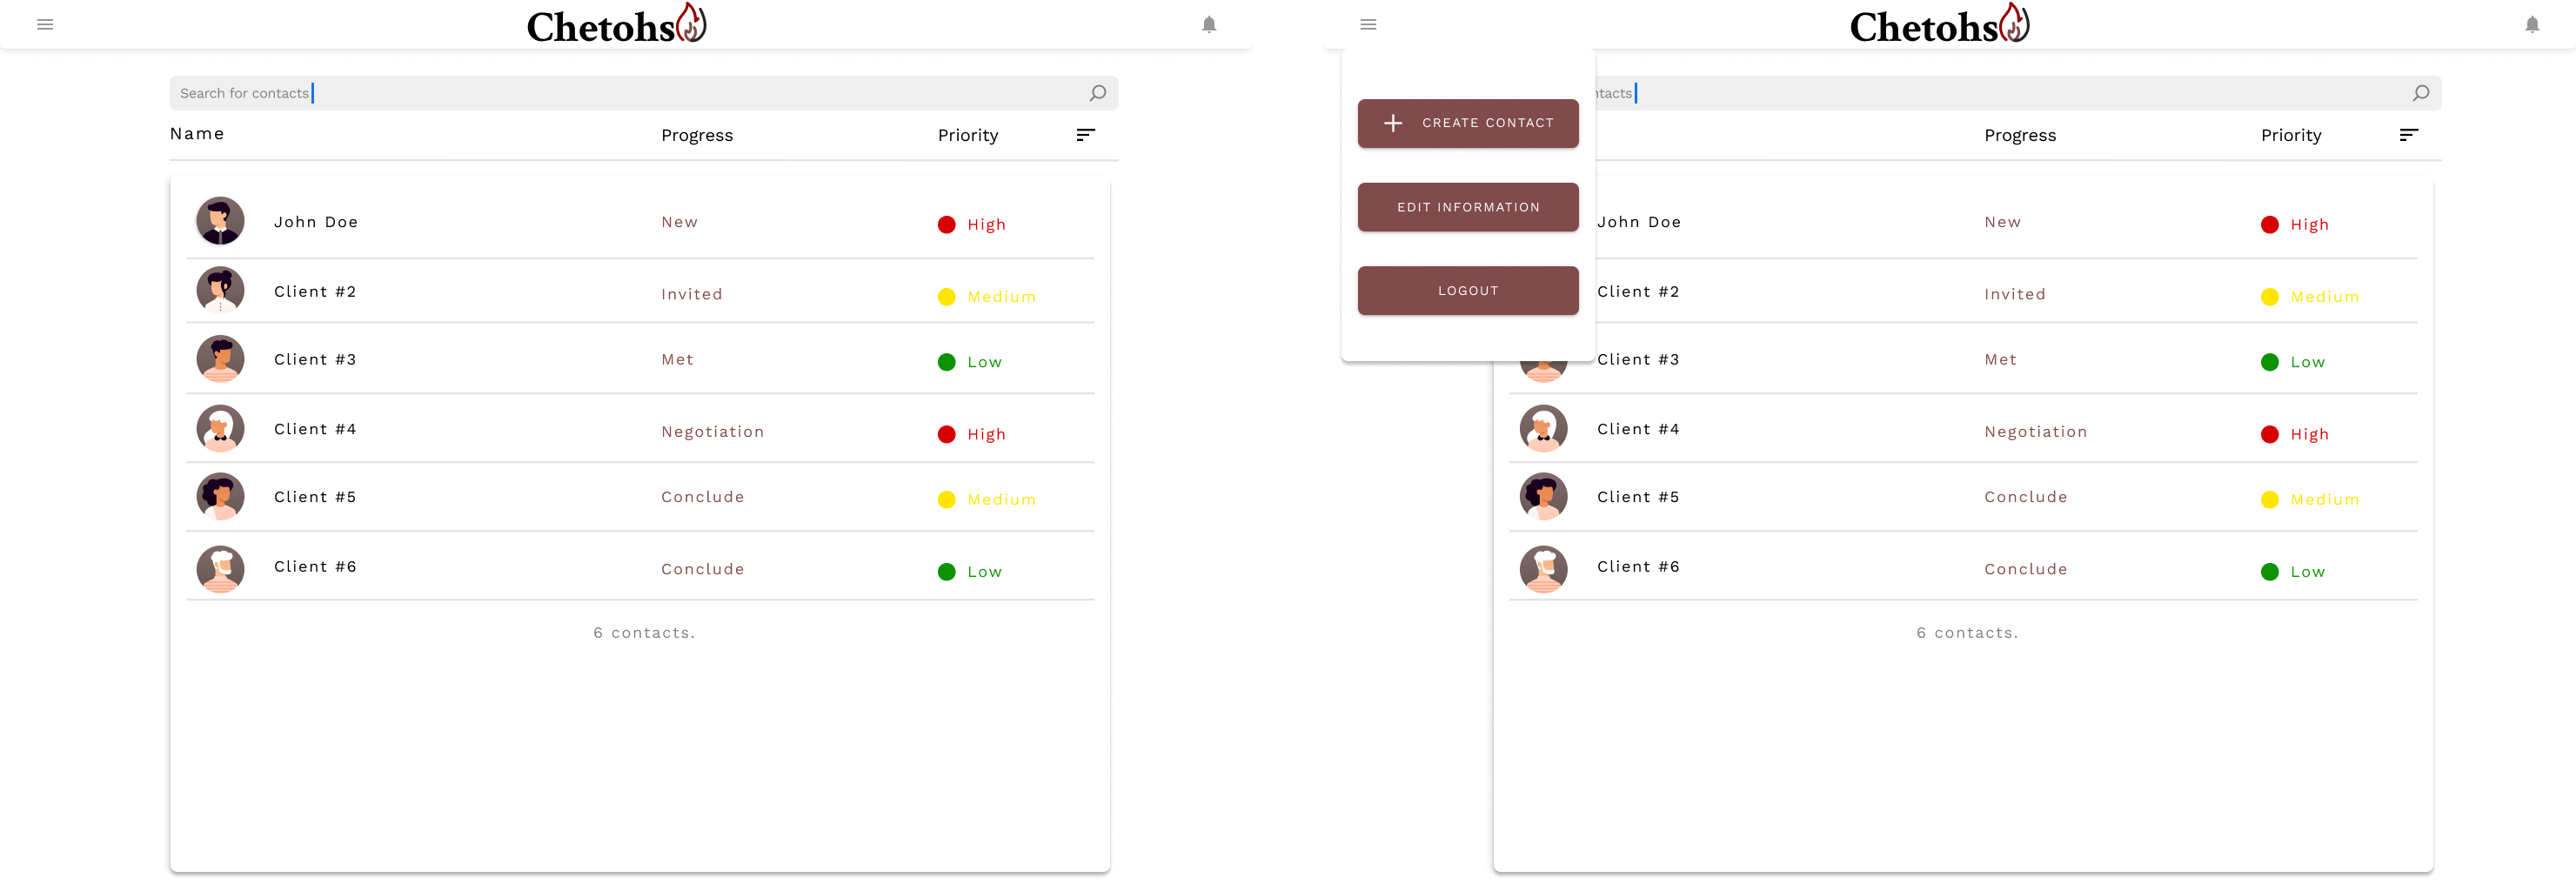 Chetohs
Search for contacts
Name Progress Priority
John Doe New High
Client #2 Invited Medium
Client #3 Met Low
Client #4 Negotiation High
Client #5 Conclude Medium
Client #6 Conclude Low
6 contacts.
Chetohs
CREATE CONTACT
EDIT INFORMATION
LOGOUT
ntacts
Progress Priority
John Doe New High
Client #2 Invited Medium
Client #3 Met Low
Client #4 Negotiation High
Client #5 Conclude Medium
Client #6 Conclude Low
6 contacts.